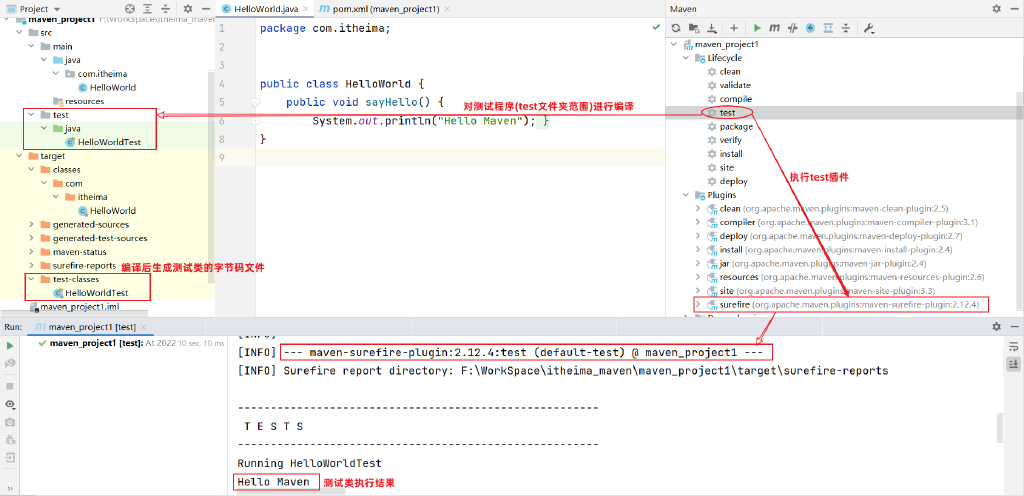 Project
maven_project1 F:\WorkSpace\itheima_maven
src
main
java
com.itheima
HelloWorld
resources
test
java
HelloWorldTest
target
classes
com
itheima
HelloWorld
generated-sources
generated-test-sources
maven-status
surefire-reports
编译后生成测试类的字节码文件
test-classes
HelloWorldTest
maven_project1.iml
HelloWorld.java
pom.xml (maven_project1)
1 package com.itheima;
2
3
4 public class HelloWorld {
5 public void sayHello() {
对测试程序(test文件夹范围)进行编译
6 System.out.println("Hello Maven"); }
8 }
9
Maven
maven_project1
Lifecycle
clean
validate
compile
test
package
verify
install
site
deploy
执行test插件
Plugins
clean (org.apache.maven.plugins:maven-clean-plugin:2.5)
compiler (org.apache.maven.plugins:maven-compiler-plugin:3.1)
deploy (org.apache.maven.plugins:maven-deploy-plugin:2.7)
install (org.apache.maven.plugins:maven-install-plugin:2.4)
jar (org.apache.maven.plugins:maven-jar-plugin:2.4)
resources (org.apache.maven.plugins:maven-resources-plugin:2.6)
site (org.apache.maven.plugins:maven-site-plugin:3.3)
surefire (org.apache.maven.plugins:maven-surefire-plugin:2.12.4)
Run: maven_project1 [test]
maven_project1 [test]: At 2022 10 sec, 10 ms
[INFO]
[INFO] --- maven-surefire-plugin:2.12.4:test (default-test) @ maven_project1 ---
[INFO] Surefire report directory: F:\WorkSpace\itheima_maven\maven_project1\target\surefire-reports
-------------------------------------------------------
T E S T S
-------------------------------------------------------
Running HelloWorldTest
Hello Maven 测试类执行结果